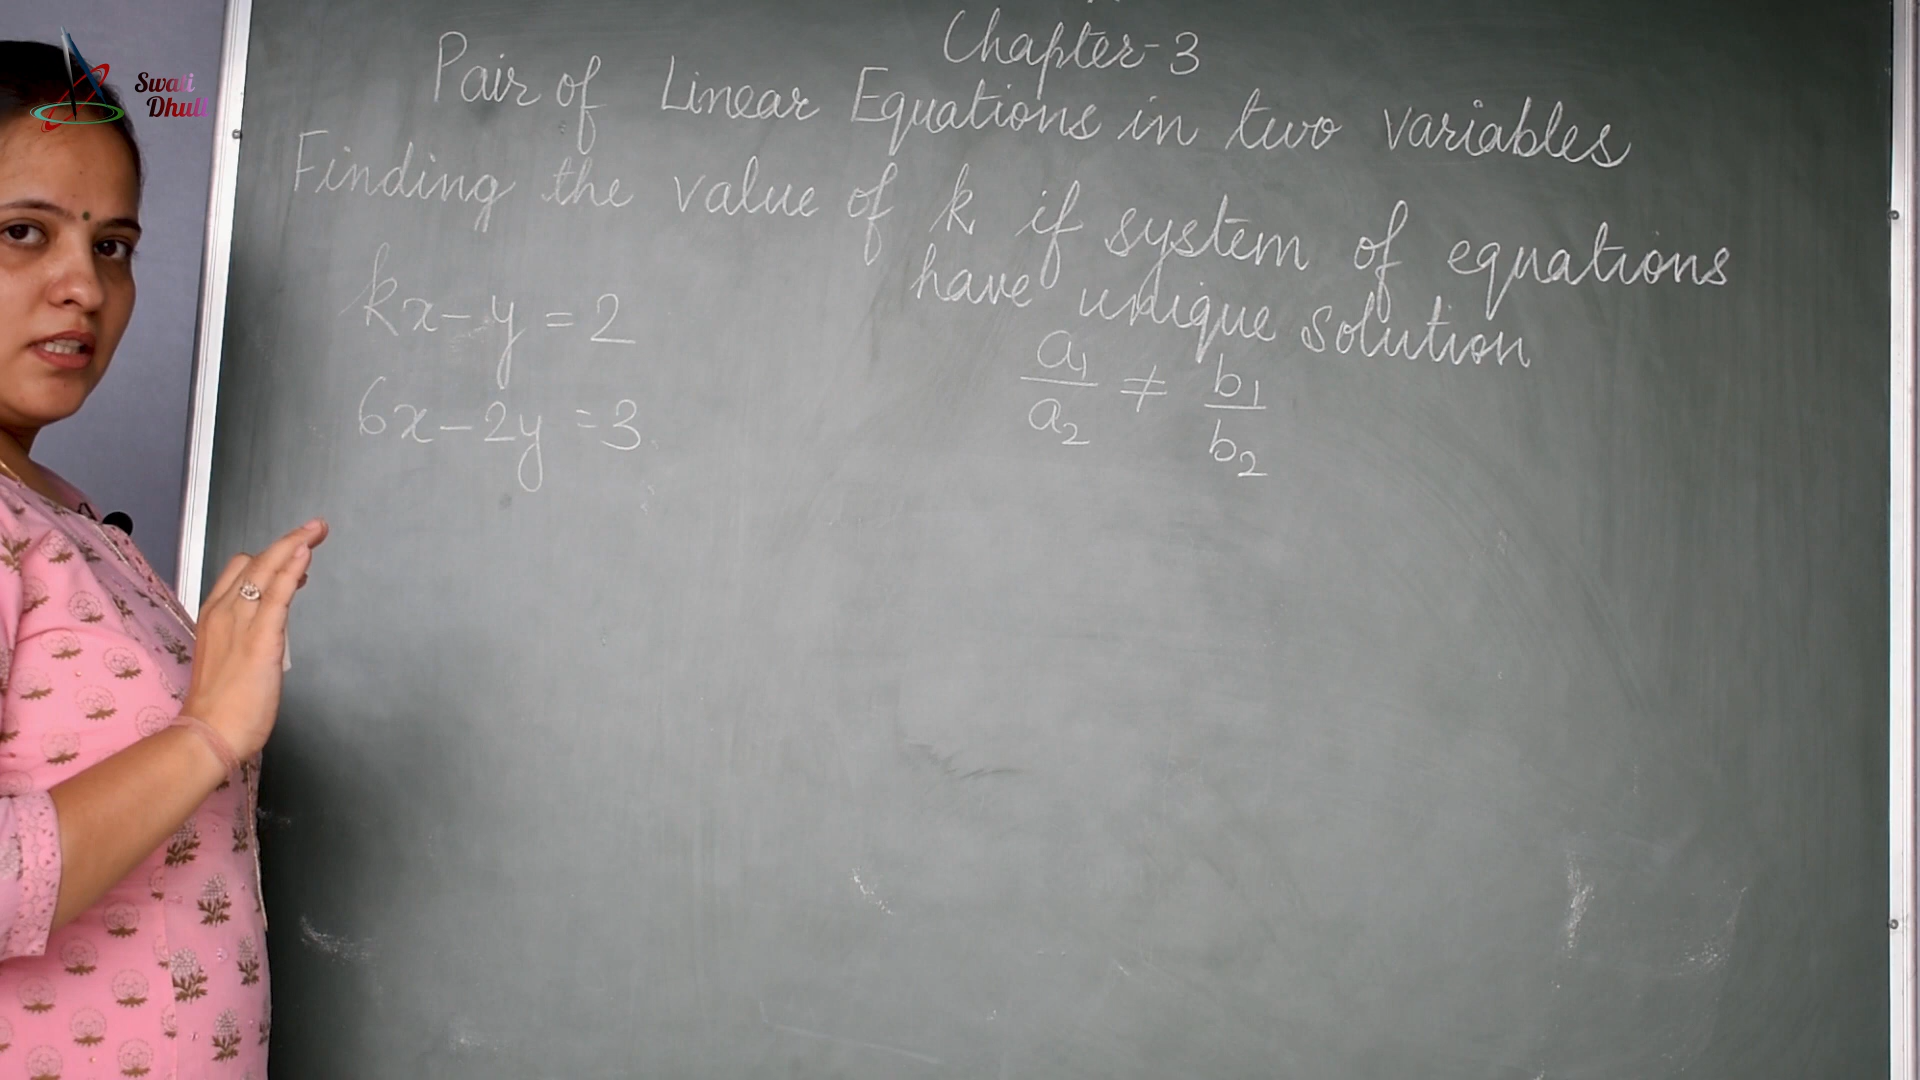 Swati
Dhull
Chapter-3
Pair of Linear Equations in two variables
Finding the value of k if system of equations
have unique solution
kx-y=2
6x-2y=3
a1/a2 ≠ b1/b2